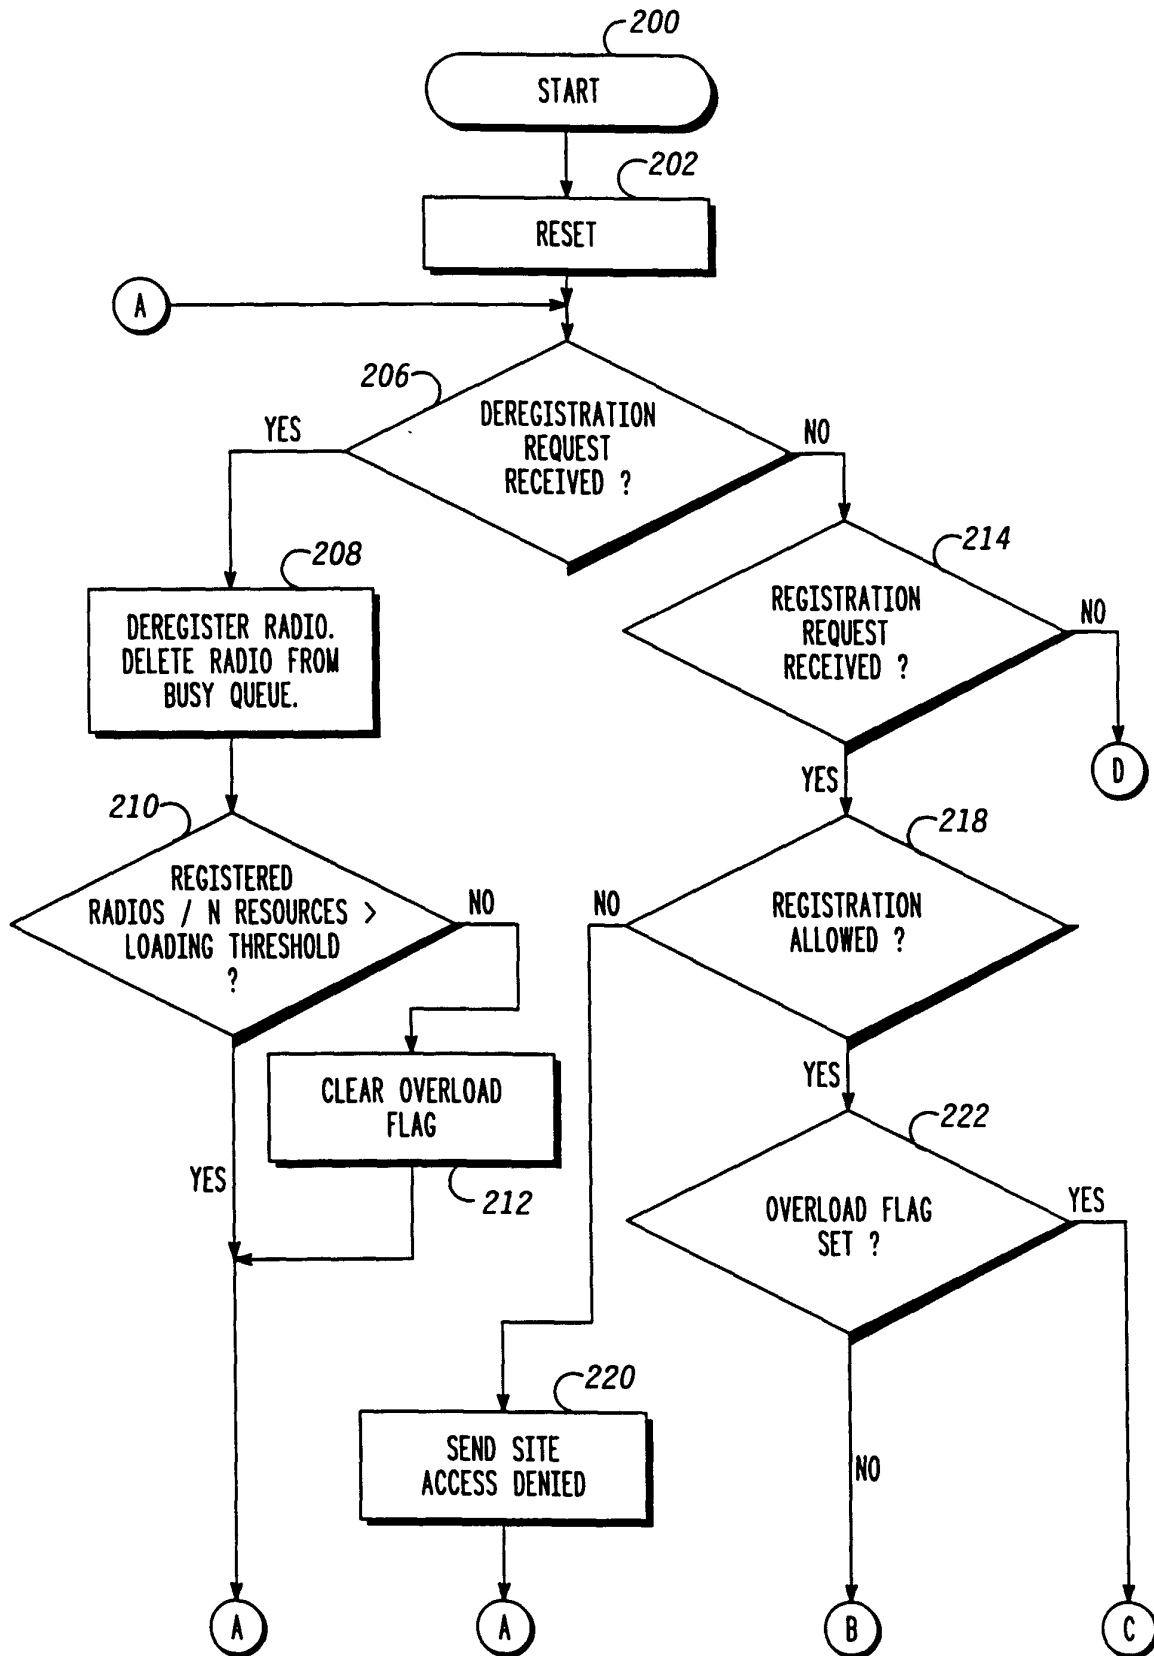 200
START
202
RESET
A
206
DEREGISTRATION
REQUEST
RECEIVED ?
YES
NO
208
DEREGISTER RADIO.
DELETE RADIO FROM
BUSY QUEUE.
214
REGISTRATION
REQUEST
RECEIVED ?
NO
D
YES
210
REGISTERED
RADIOS / N RESOURCES >
LOADING THRESHOLD
?
NO
218
REGISTRATION
ALLOWED ?
NO
YES
CLEAR OVERLOAD
FLAG
212
YES
222
OVERLOAD FLAG
SET ?
YES
NO
220
SEND SITE
ACCESS DENIED
A
A
B
C